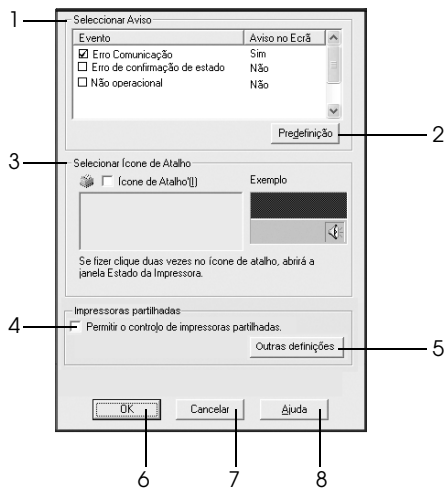 1
Seleccionar Aviso
Evento Aviso no Ecrã
Erro Comunicação Sim
Erro de confirmação de estado Não
Não operacional Não
Predefinição
2
3
Selecionar Ícone de Atalho
Ícone de Atalho'(I) Exemplo
Se fizer clique duas vezes no ícone de atalho, abrirá a
janela Estado da Impressora.
Impressoras partilhadas
4
Permitir o controlo de impressoras partilhadas.
Outras definições
5
OK Cancelar Ajuda
6 7 8